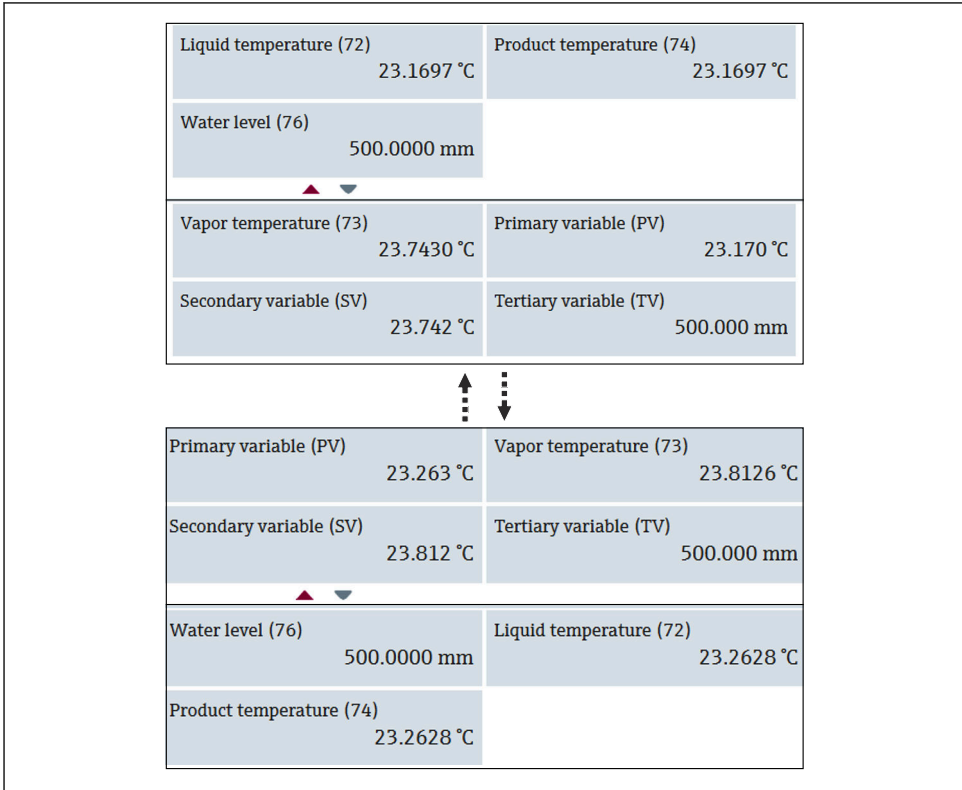 Liquid temperature (72)
23.1697 °C
Product temperature (74)
23.1697 °C
Water level (76)
500.0000 mm
Vapor temperature (73)
23.7430 °C
Primary variable (PV)
23.170 °C
Secondary variable (SV)
23.742 °C
Tertiary variable (TV)
500.000 mm
Primary variable (PV)
23.263 °C
Vapor temperature (73)
23.8126 °C
Secondary variable (SV)
23.812 °C
Tertiary variable (TV)
500.000 mm
Water level (76)
500.0000 mm
Liquid temperature (72)
23.2628 °C
Product temperature (74)
23.2628 °C